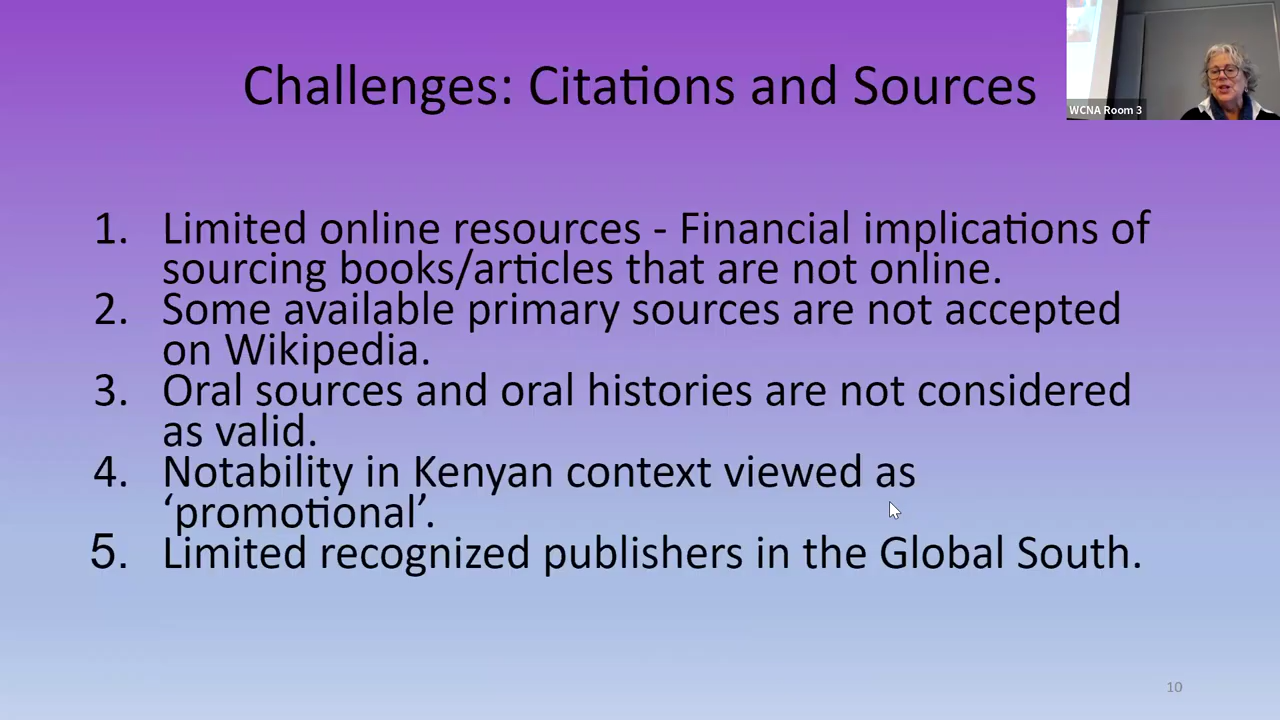 Challenges: Citations and Sources
WCNA Room 3
1. Limited online resources - Financial implications of
sourcing books/articles that are not online.
2. Some available primary sources are not accepted
on Wikipedia.
3. Oral sources and oral histories are not considered
as valid.
4. Notability in Kenyan context viewed as
‘promotional’.
5. Limited recognized publishers in the Global South.
10